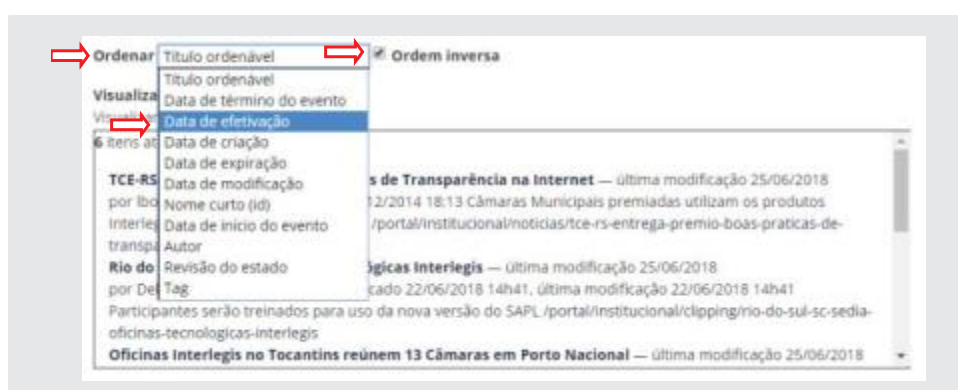 Ordenar Título ordenável Ordem inversa
Título ordenável
Visualiza Data de término do evento
Data de efetivação
6 itens at Data de criação
Data de expiração
TCE-RS Data de modificação s de Transparência na Internet — última modificação 25/06/2018
por Ibo Nome curto (id) 12/2014 18:13 Câmaras Municipais premiadas utilizam os produtos
Interleg Data de inicio do evento /portal/institucional/noticias/tce-rs-entrega-premio-boas-praticas-de-
transpa Autor
Rio do Revisão do estado ógicas Interlegis — última modificação 25/06/2018
por De Tag cado 22/06/2018 14h41, última modificação 22/06/2018 14h41
Participantes serão treinados para uso da nova versão do SAPL /portal/institucional/clipping/rio-do-sul-sc-sedia-
oficinas-tecnologicas-interlegis
Oficinas Interlegis no Tocantins reúnem 13 Câmaras em Porto Nacional — última modificação 25/06/2018